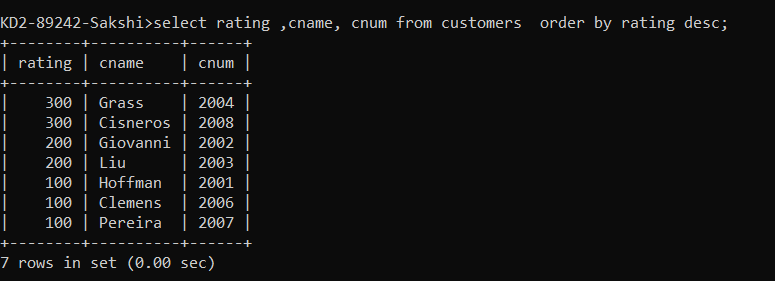 KD2-89242-Sakshi>select rating ,cname, cnum from customers  order by rating desc;
+--------+----------+------+
| rating | cname    | cnum |
+--------+----------+------+
|    300 | Grass    | 2004 |
|    300 | Cisneros | 2008 |
|    200 | Giovanni | 2002 |
|    200 | Liu      | 2003 |
|    100 | Hoffman  | 2001 |
|    100 | Clemens  | 2006 |
|    100 | Pereira  | 2007 |
+--------+----------+------+
7 rows in set (0.00 sec)